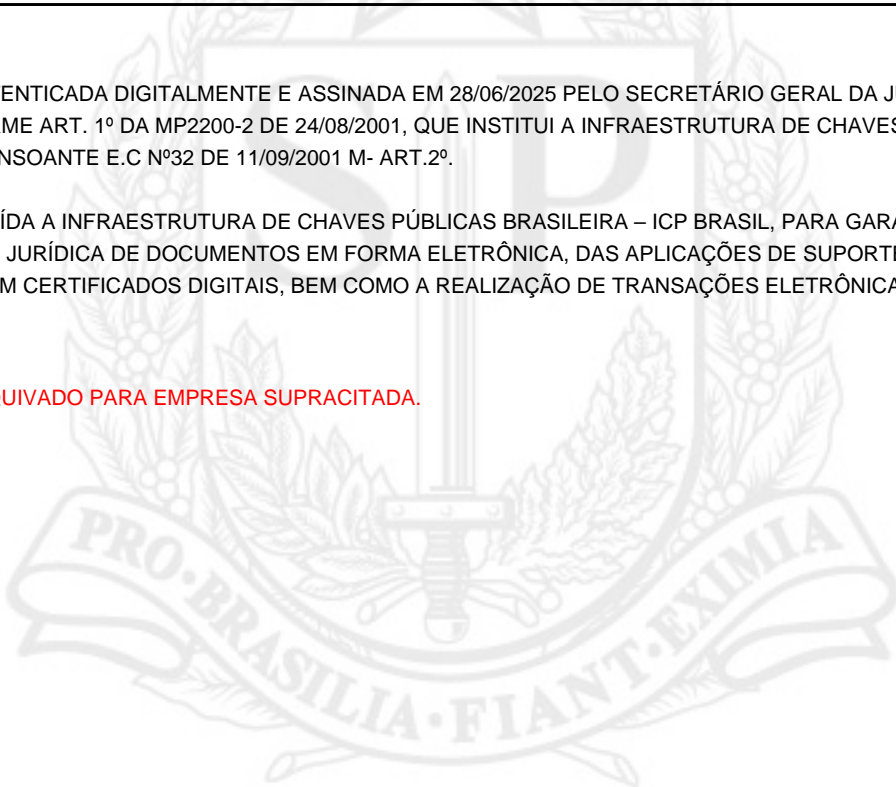 ENTICADA DIGITALMENTE E ASSINADA EM 28/06/2025 PELO SECRETÁRIO GERAL DA J
ME ART. 1º DA MP2200-2 DE 24/08/2001, QUE INSTITUI A INFRAESTRUTURA DE CHAVES
NSOANTE E.C Nº32 DE 11/09/2001 M- ART.2º.
ÍDA A INFRAESTRUTURA DE CHAVES PÚBLICAS BRASILEIRA – ICP BRASIL, PARA GARA
JURÍDICA DE DOCUMENTOS EM FORMA ELETRÔNICA, DAS APLICAÇÕES DE SUPORTE
M CERTIFICADOS DIGITAIS, BEM COMO A REALIZAÇÃO DE TRANSAÇÕES ELETRÔNICA
UIVADO PARA EMPRESA SUPRACITADA.
SP
PRO·BRASILIA·FIANT·EXIMIA